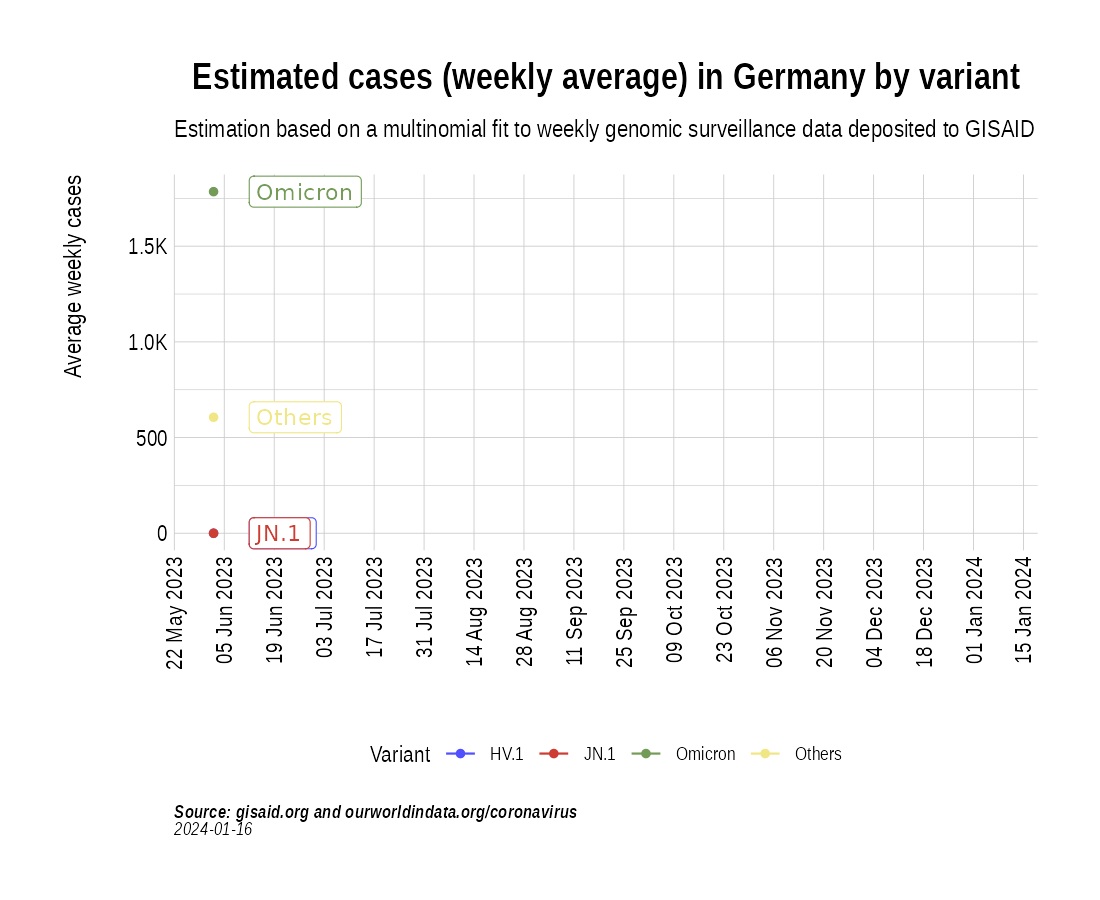 Estimated cases (weekly average) in Germany by variant
Estimation based on a multinomial fit to weekly genomic surveillance data deposited to GISAID
Average weekly cases
Omicron
1.5K
1.0K
Others
500
JN.1
0
22 May 2023
05 Jun 2023
19 Jun 2023
03 Jul 2023
17 Jul 2023
31 Jul 2023
14 Aug 2023
28 Aug 2023
11 Sep 2023
25 Sep 2023
09 Oct 2023
23 Oct 2023
06 Nov 2023
20 Nov 2023
04 Dec 2023
18 Dec 2023
01 Jan 2024
15 Jan 2024
Variant HV.1 JN.1 Omicron Others
Source: gisaid.org and ourworldindata.org/coronavirus
2024-01-16